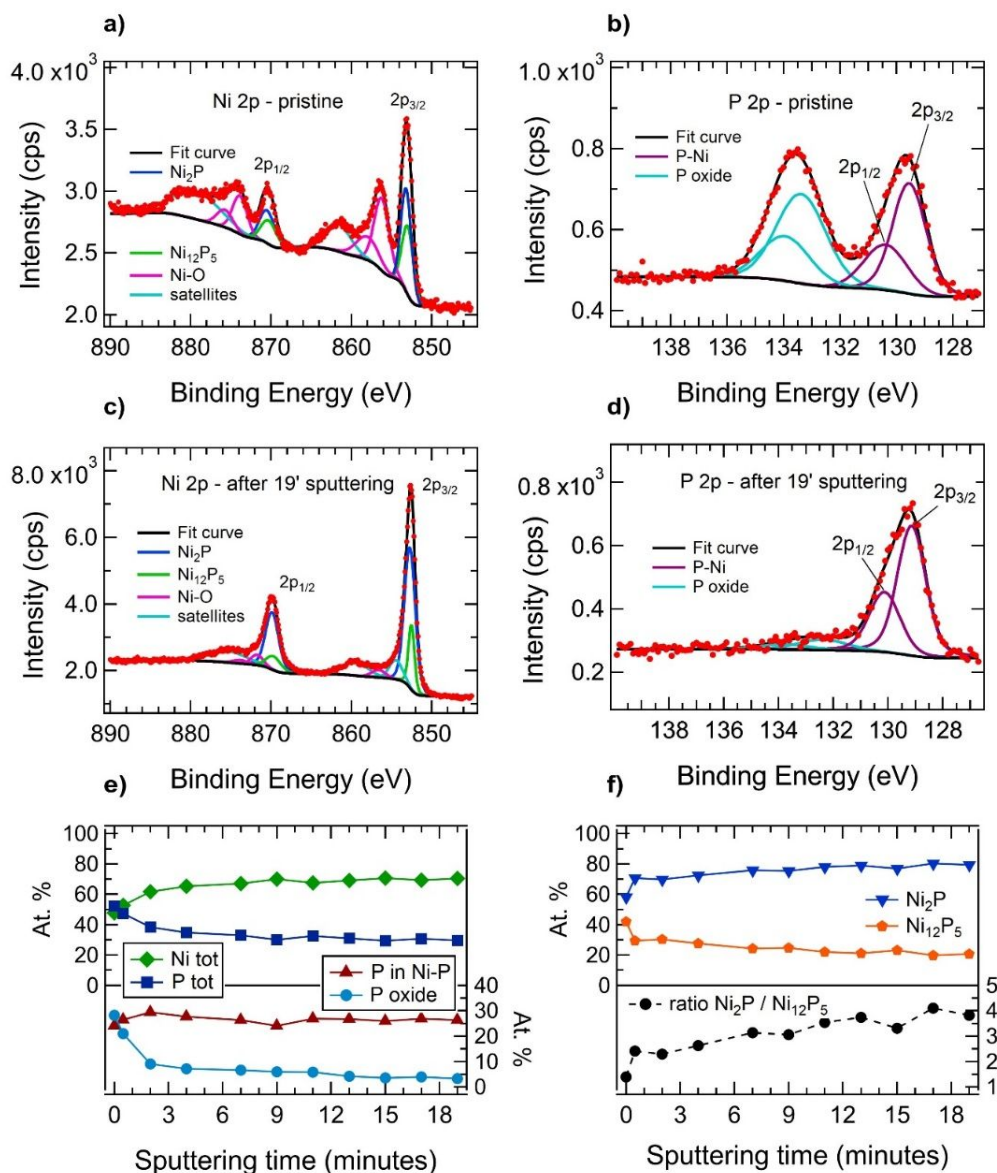 a)
4.0 x10³
Ni 2p - pristine
2p3/2
3.5
Fit curve
Ni₂P
2p1/2
3.0
2.5
Ni₁₂P₅
Ni-O
satellites
2.0
Intensity (cps)
890 880 870 860 850
Binding Energy (eV)
b)
1.0 x10³
P 2p - pristine
2p3/2
Fit curve
P-Ni
P oxide
2p1/2
0.8
0.6
0.4
Intensity (cps)
138 136 134 132 130 128
Binding Energy (eV)
c)
8.0 x10³
Ni 2p - after 19' sputtering
2p3/2
Fit curve
Ni₂P
Ni₁₂P₅
Ni-O
satellites
2p1/2
6.0
4.0
2.0
Intensity (cps)
890 880 870 860 850
Binding Energy (eV)
d)
0.8 x10³
P 2p - after 19' sputtering
2p3/2
Fit curve
P-Ni
P oxide
2p1/2
0.6
0.4
0.2
Intensity (cps)
138 136 134 132 130 128
Binding Energy (eV)
e)
100
80
60
40
20
0
At. %
Ni tot
P tot
P in Ni-P
P oxide
40
30
20
10
0
At. %
0 3 6 9 12 15 18
Sputtering time (minutes)
f)
100
80
60
40
20
0
At. %
Ni₂P
Ni₁₂P₅
ratio Ni₂P / Ni₁₂P₅
5
4
3
2
1
0 3 6 9 12 15 18
Sputtering time (minutes)